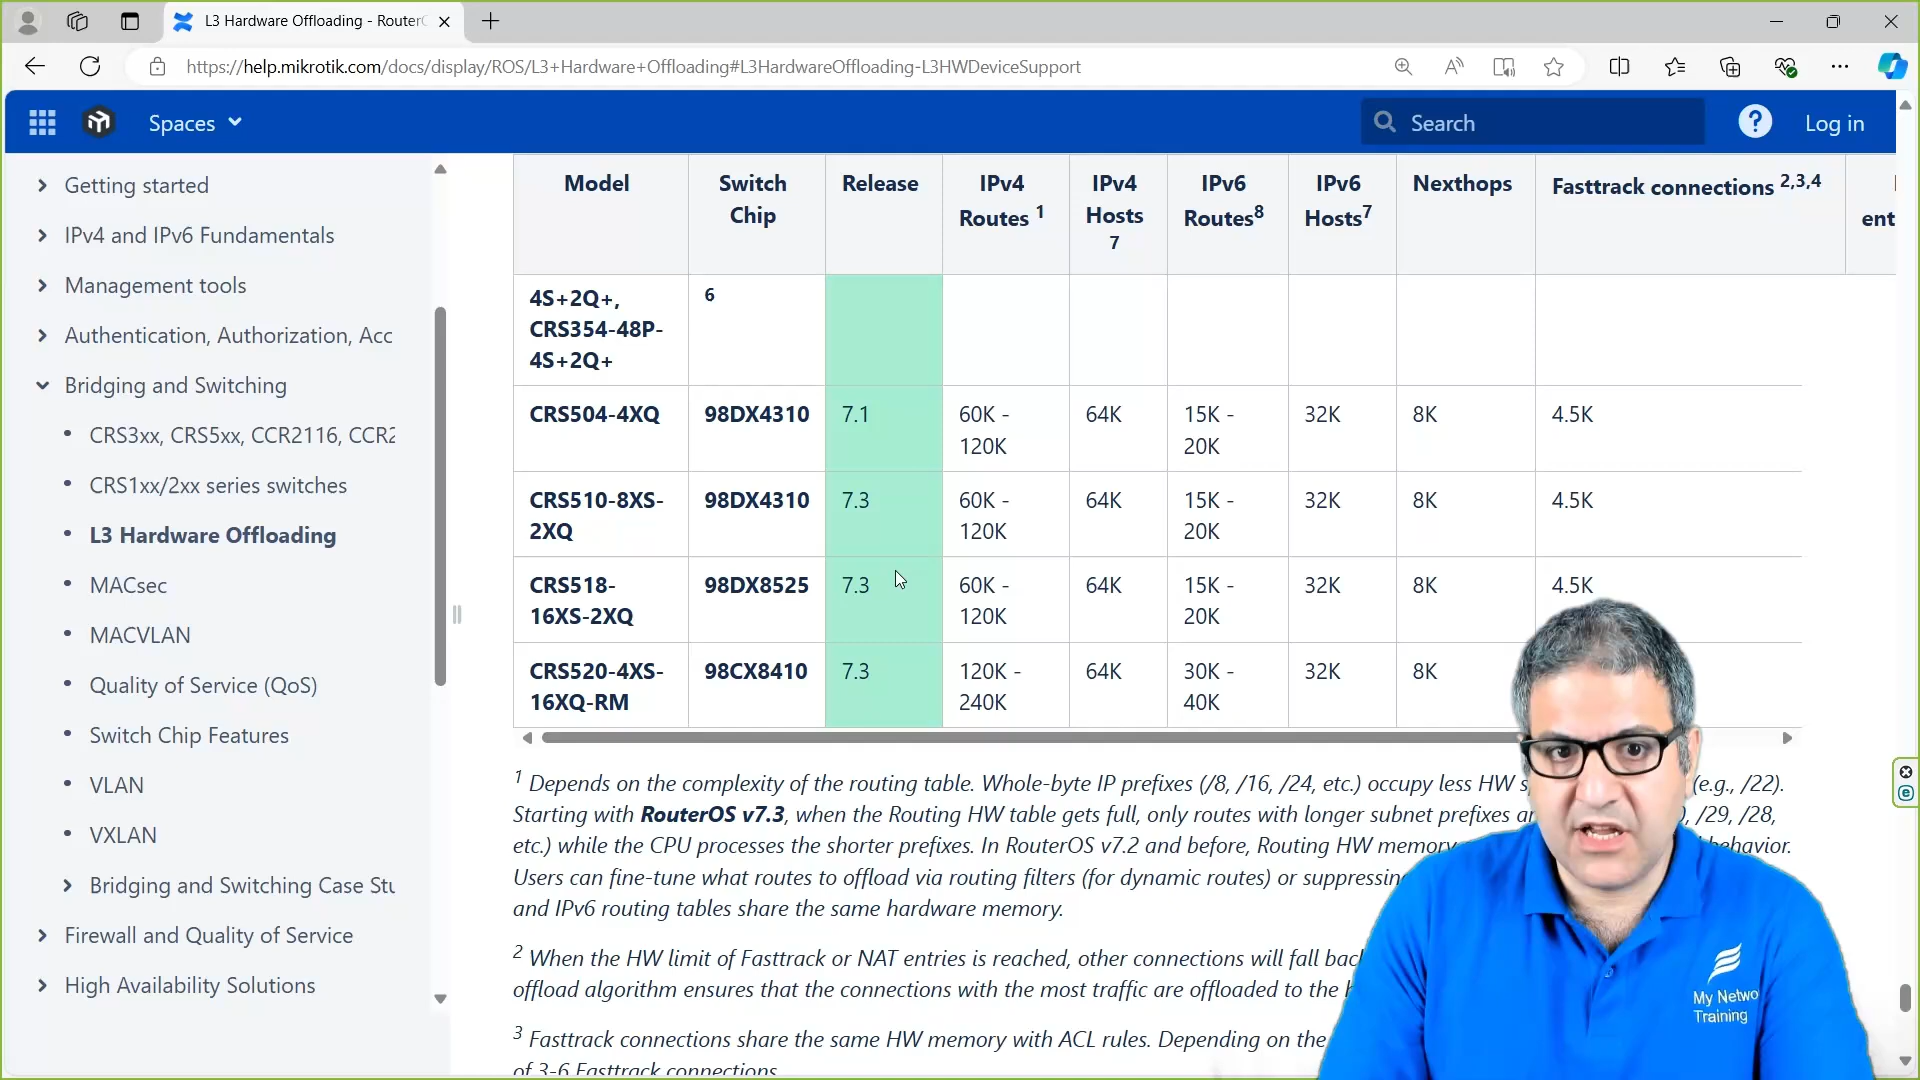 L3 Hardware Offloading - Router
https://help.mikrotik.com/docs/display/ROS/L3+Hardware+Offloading#L3HardwareOffloading-L3HWDeviceSupport
Spaces
Search
Log in
Getting started
IPv4 and IPv6 Fundamentals
Management tools
Authentication, Authorization, Acc
Bridging and Switching
CRS3xx, CRS5xx, CCR2116, CCR2
CRS1xx/2xx series switches
L3 Hardware Offloading
MACsec
MACVLAN
Quality of Service (QoS)
Switch Chip Features
VLAN
VXLAN
Bridging and Switching Case Stu
Firewall and Quality of Service
High Availability Solutions
Model Switch Chip Release IPv4 Routes 1 IPv4 Hosts 7 IPv6 Routes8 IPv6 Hosts7 Nexthops Fasttrack connections 2,3,4 ent
4S+2Q+, CRS354-48P-4S+2Q+ 6
CRS504-4XQ 98DX4310 7.1 60K - 120K 64K 15K - 20K 32K 8K 4.5K
CRS510-8XS-2XQ 98DX4310 7.3 60K - 120K 64K 15K - 20K 32K 8K 4.5K
CRS518-16XS-2XQ 98DX8525 7.3 60K - 120K 64K 15K - 20K 32K 8K 4.5K
CRS520-4XS-16XQ-RM 98CX8410 7.3 120K - 240K 64K 30K - 40K 32K 8K
1 Depends on the complexity of the routing table. Whole-byte IP prefixes (/8, /16, /24, etc.) occupy less HW s (e.g., /22).
Starting with RouterOS v7.3, when the Routing HW table gets full, only routes with longer subnet prefixes a , /29, /28,
etc.) while the CPU processes the shorter prefixes. In RouterOS v7.2 and before, Routing HW memory behavior.
Users can fine-tune what routes to offload via routing filters (for dynamic routes) or suppressin
and IPv6 routing tables share the same hardware memory.
2 When the HW limit of Fasttrack or NAT entries is reached, other connections will fall bac
offload algorithm ensures that the connections with the most traffic are offloaded to the
3 Fasttrack connections share the same HW memory with ACL rules. Depending on the
of 3-6 Fasttrack connections
My Netwo
Training